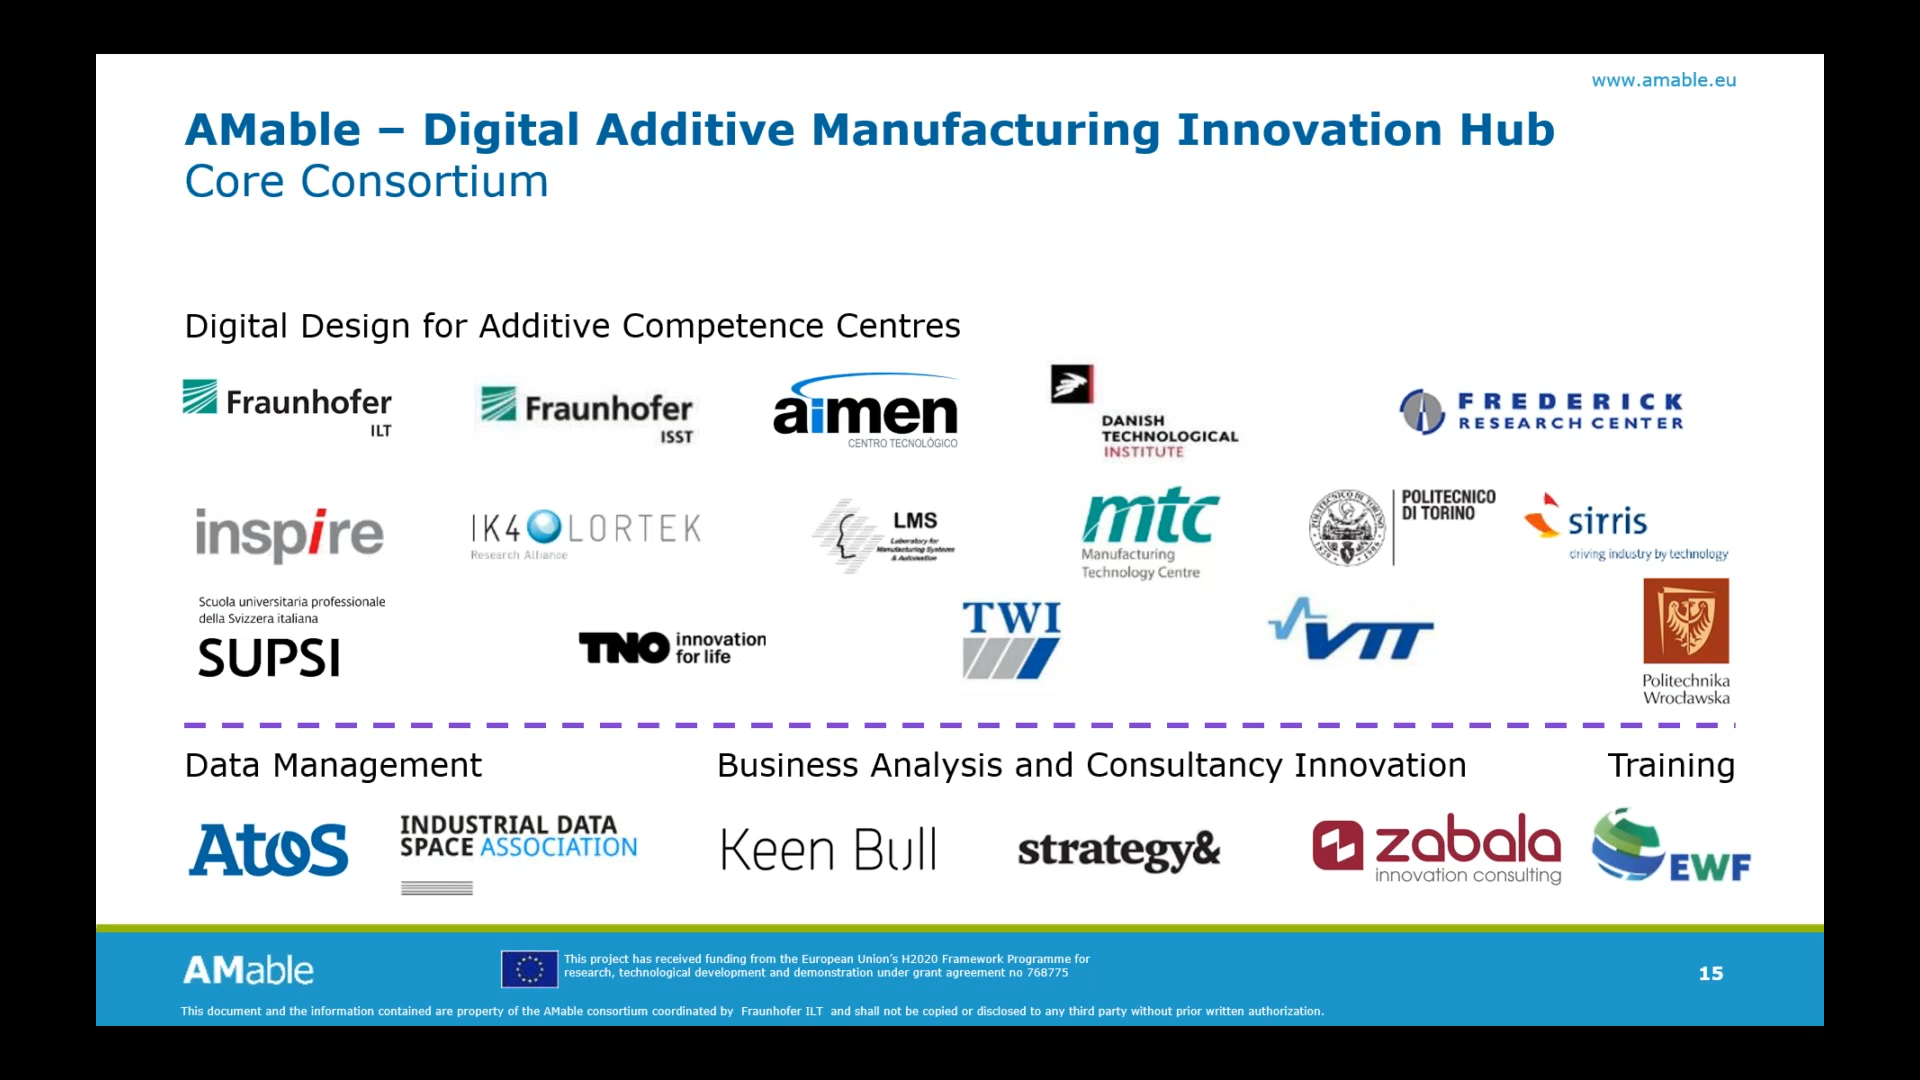 www.amable.eu
AMable – Digital Additive Manufacturing Innovation Hub
Core Consortium
Digital Design for Additive Competence Centres
Fraunhofer
ILT
Fraunhofer
ISST
aimen
CENTRO TECNOLÓGICO
DANISH
TECHNOLOGICAL
INSTITUTE
FREDERICK
RESEARCH CENTER
inspire
IK4 LORTEK
Research Alliance
LMS
Laboratory for
Manufacturing Systems
& Automation
mtc
Manufacturing
Technology Centre
POLITECNICO
DI TORINO
sirris
driving industry by technology
Scuola universitaria professionale
della Svizzera italiana
SUPSI
TNO innovation
for life
TWI
VTT
Politechnika
Wrocławska
Data Management
Business Analysis and Consultancy Innovation
Training
Atos
INDUSTRIAL DATA
SPACE ASSOCIATION
Keen Bull
strategy&
zabala
innovation consulting
EWF
AMable
This project has received funding from the European Union’s H2020 Framework Programme for
research, technological development and demonstration under grant agreement no 768775
15
This document and the information contained are property of the AMable consortium coordinated by Fraunhofer ILT and shall not be copied or disclosed to any third party without prior written authorization.